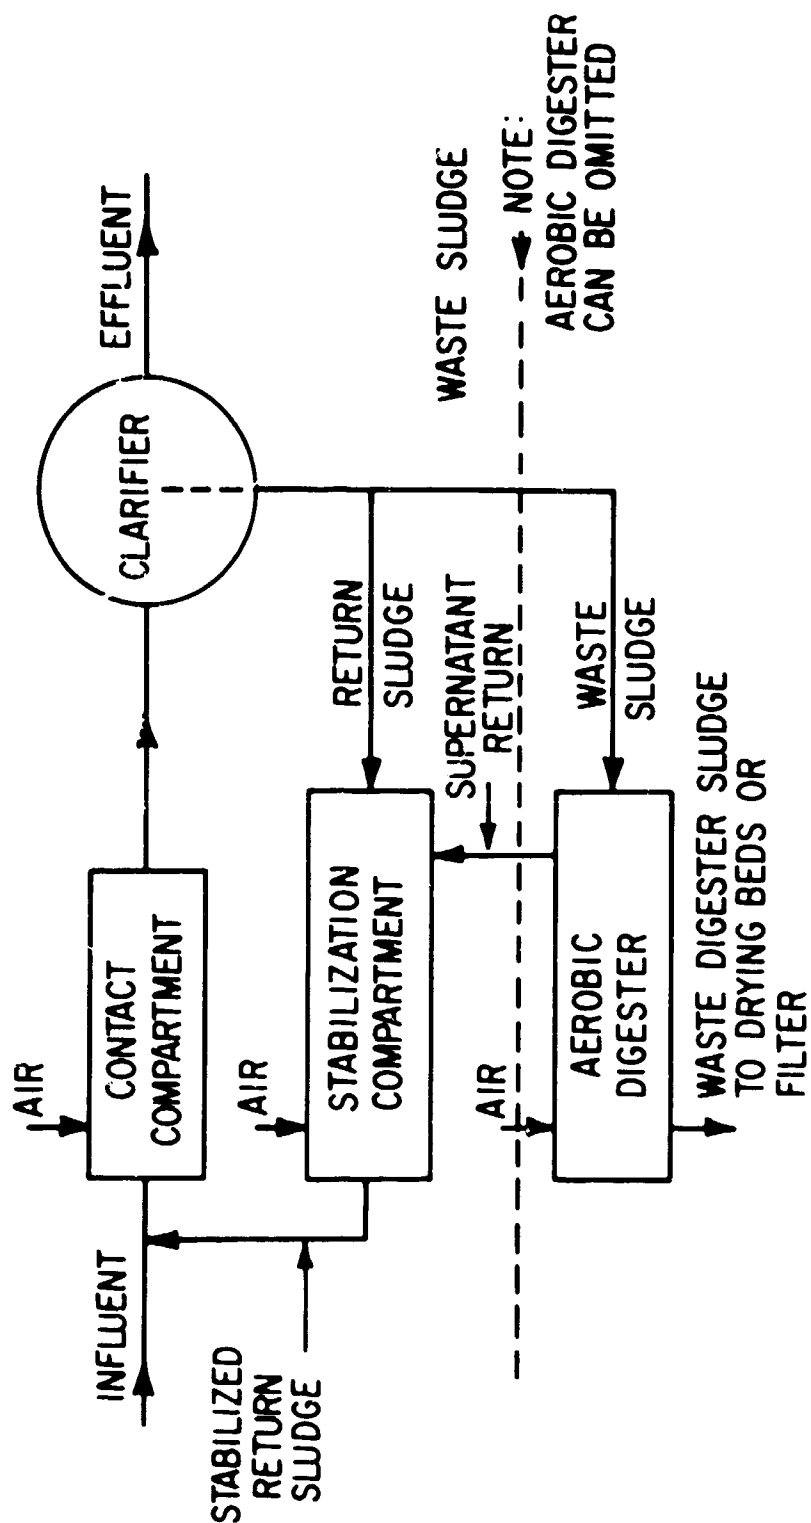 AIR
INFLUENT
CONTACT
COMPARTMENT
CLARIFIER
EFFLUENT
STABILIZED
RETURN
SLUDGE
AIR
STABILIZATION
COMPARTMENT
RETURN
SLUDGE
SUPERNATANT
RETURN
WASTE SLUDGE
NOTE:
AEROBIC DIGESTER
CAN BE OMITTED
AIR
AEROBIC
DIGESTER
WASTE
SLUDGE
WASTE DIGESTER SLUDGE
TO DRYING BEDS OR
FILTER